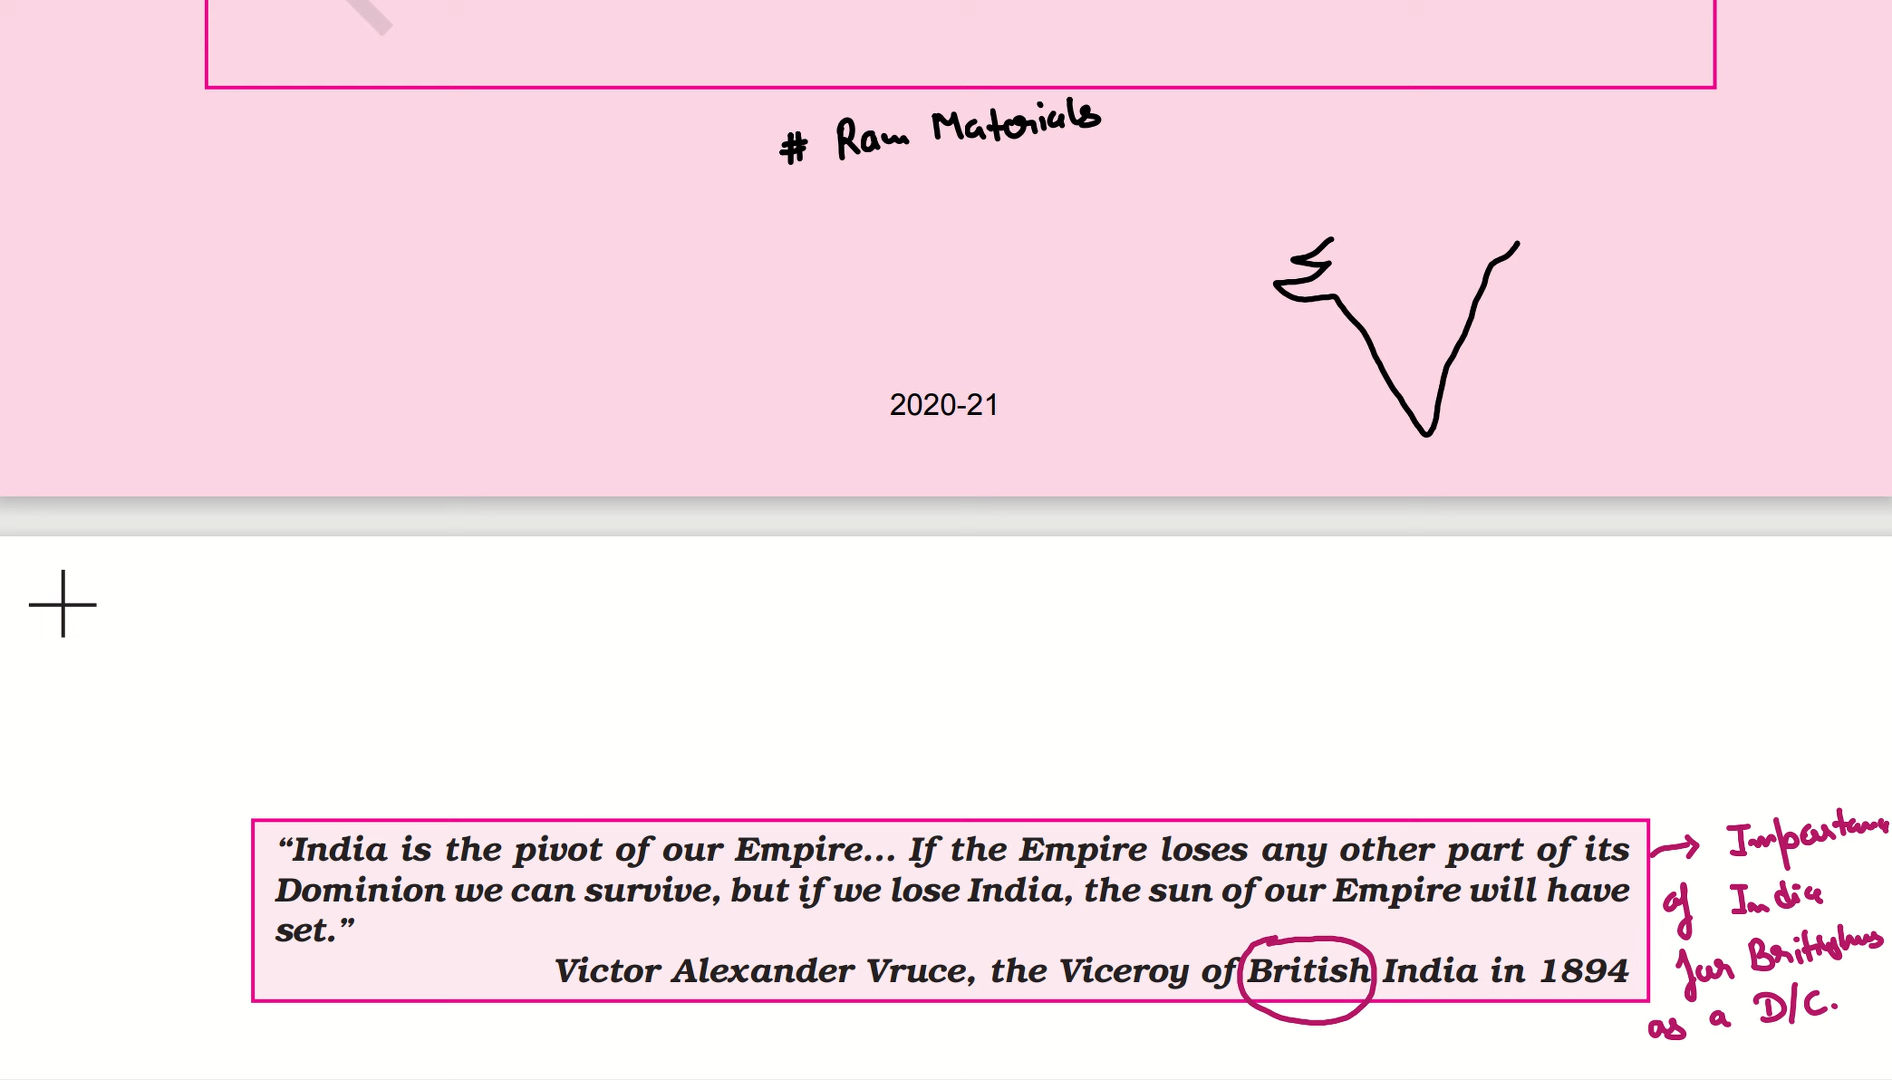 # Raw Materials
2020-21
“India is the pivot of our Empire... If the Empire loses any other part of its
Dominion we can survive, but if we lose India, the sun of our Empire will have
set.”
Victor Alexander Vruce, the Viceroy of British India in 1894
→ Importance
of India
for
as a D/C.